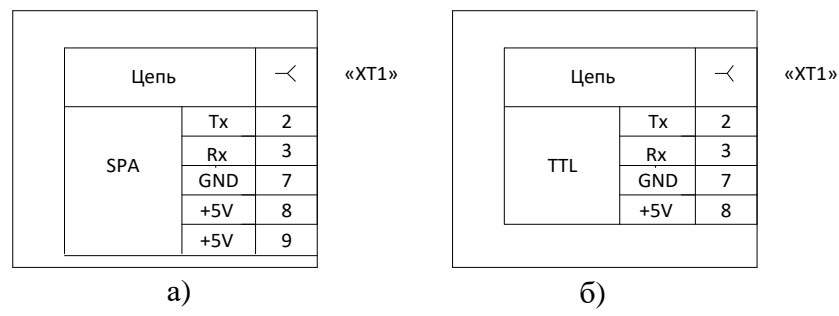 Цепь «XT1»
SPA
Tx 2
Rx 3
GND 7
+5V 8
+5V 9
а)
Цепь «XT1»
TTL
Tx 2
Rx 3
GND 7
+5V 8
б)